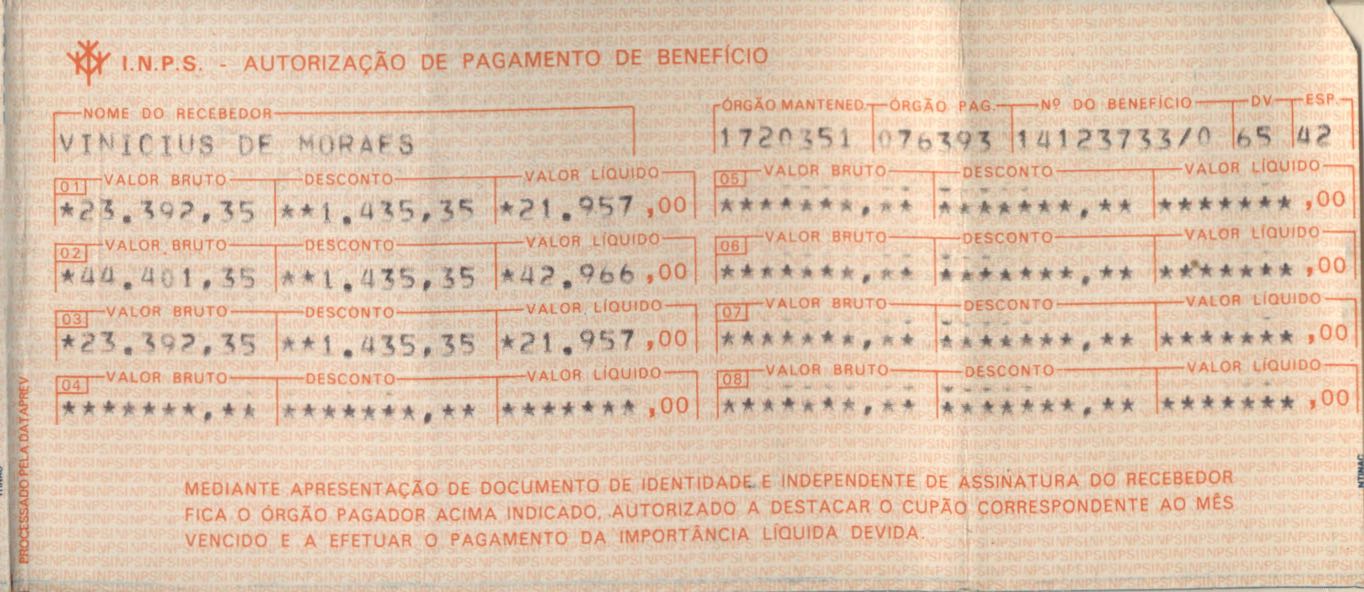 I.N.P.S. - AUTORIZAÇÃO DE PAGAMENTO DE BENEFÍCIO
NOME DO RECEBEDOR ÓRGÃO MANTENED. ÓRGÃO PAG. Nº DO BENEFÍCIO DV ESP.
VINICIUS DE MORAES 1720351 076393 14123733/0 65 42
01 VALOR BRUTO DESCONTO VALOR LÍQUIDO 05 VALOR BRUTO DESCONTO VALOR LÍQUIDO
*23.392,35 **1.435,35 *21.957,00 *******,** *******,** *******,00
02 VALOR BRUTO DESCONTO VALOR LÍQUIDO 06 VALOR BRUTO DESCONTO VALOR LÍQUIDO
*44.401,35 **1.435,35 *42.966,00 *******,** *******,** *******,00
03 VALOR BRUTO DESCONTO VALOR LÍQUIDO 07 VALOR BRUTO DESCONTO VALOR LÍQUIDO
*23.392,35 **1.435,35 *21.957,00 *******,** *******,** *******,00
04 VALOR BRUTO DESCONTO VALOR LÍQUIDO 08 VALOR BRUTO DESCONTO VALOR LÍQUIDO
*******,** *******,** *******,00 *******,** *******,** *******,00
MEDIANTE APRESENTAÇÃO DE DOCUMENTO DE IDENTIDADE E INDEPENDENTE DE ASSINATURA DO RECEBEDOR
FICA O ÓRGÃO PAGADOR ACIMA INDICADO, AUTORIZADO A DESTACAR O CUPÃO CORRESPONDENTE AO MÊS
VENCIDO E A EFETUAR O PAGAMENTO DA IMPORTÂNCIA LÍQUIDA DEVIDA.
PROCESSADO PELA DATAPREV